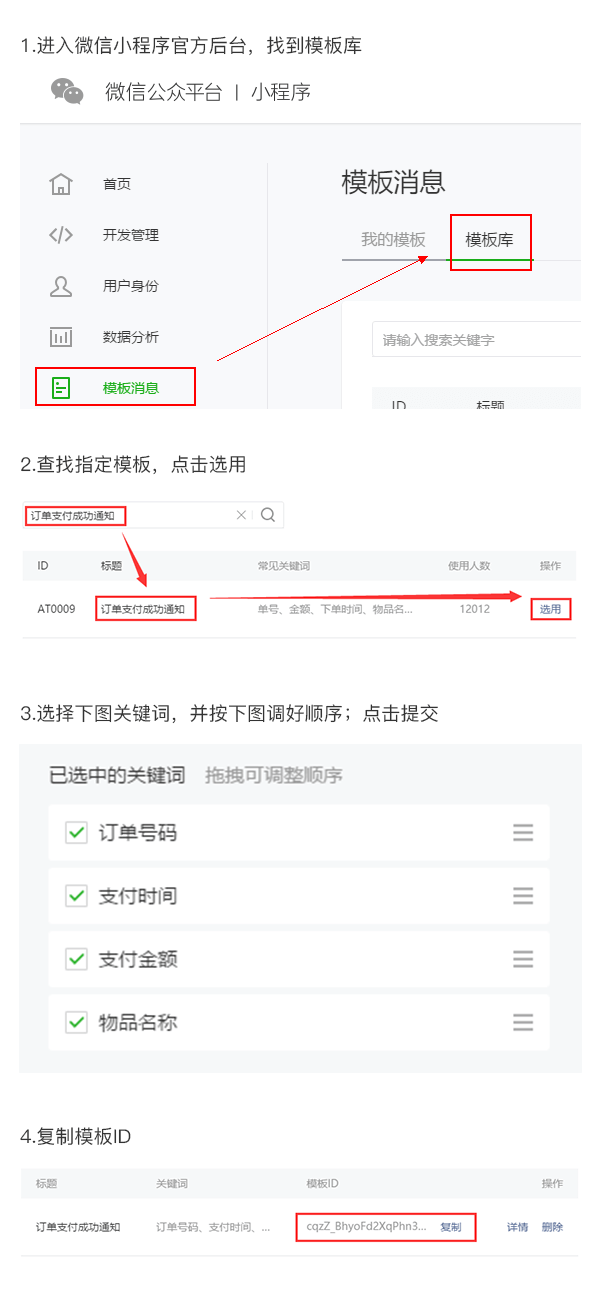 1.进入微信小程序官方后台，找到模板库
微信公众平台 | 小程序
首页
开发管理
用户身份
数据分析
模板消息
模板消息
我的模板 模板库
请输入搜索关键字
ID 标题
2.查找指定模板，点击选用
订单支付成功通知
ID 标题 常见关键词 使用人数 操作
AT0009 订单支付成功通知 单号、金额、下单时间、物品名... 12012 选用
3.选择下图关键词，并按下图调好顺序；点击提交
已选中的关键词 拖拽可调整顺序
订单号码
支付时间
支付金额
物品名称
4.复制模板ID
标题 关键词 模板ID 操作
订单支付成功通知 订单号码、支付时间、... cqzZ_BhyoFd2XqPhn3... 复制 详情 删除